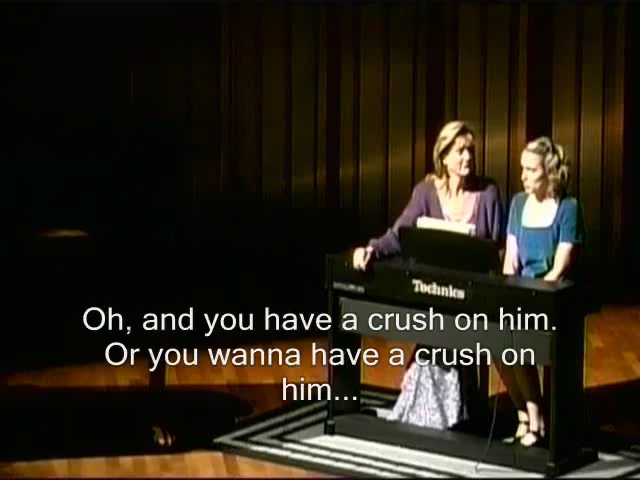 Technics
Oh, and you have a crush on him.
Or you wanna have a crush on
him...